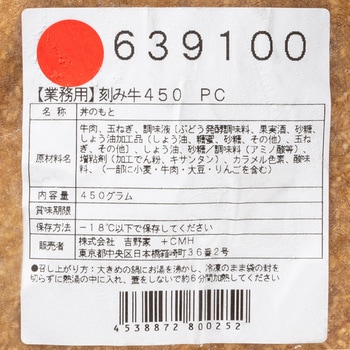 639100
【業務用】刻み牛450 PC
名 称 丼のもと
原材料名 牛肉、玉ねぎ、調味液(ぶどう発酵調味料、果実酒、砂糖、
しょうゆ加工品(しょうゆ、糖蜜、砂糖、その他)、玉ね
ぎ、その他)、しょうゆ、砂糖/調味料(アミノ酸等)、
増粘剤(加工でん粉、キサンタン)、カラメル色素、酸味
料、(一部に小麦・牛肉・大豆・りんごを含む)
内 容 量 450グラム
賞味期限
保存方法 -18℃以下で保存してください
販売者 株式会社 吉野家 +CMH
東京都中央区日本橋箱崎町36番2号
●召し上がり方:大きめの鍋にお湯を沸かし、冷凍のまま袋の封を
切らずに熱湯の中に入れ、蓋をしないで約6分間加熱してください
4538872800252